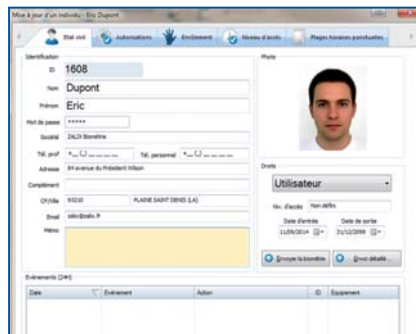 Mise à jour d'un individu - Eric Dupont
Etat civil Autorisations Enrôlement Niveau d'accès Plages horaires ponctuelles
Identification
ID 1608
Nom Dupont
Prénom Eric
Mot de passe *****
Société ZALIX Biométrie
Tél. prof Tél. personnel
Adresse 84 avenue du Président Wilson
Complément
CP/Ville 93210 PLAINE SAINT DENIS (LA)
Email zalix@zalix.fr
Mémo
Photo
Droits
Utilisateur
Niv. d'accès Non défini
Date d'entrée Date de sortie
11/09/2014 31/12/2099
Envoyer la biométrie Envoi détaillé...
Evénements (24H)
Date Evénement Action ID Equipement